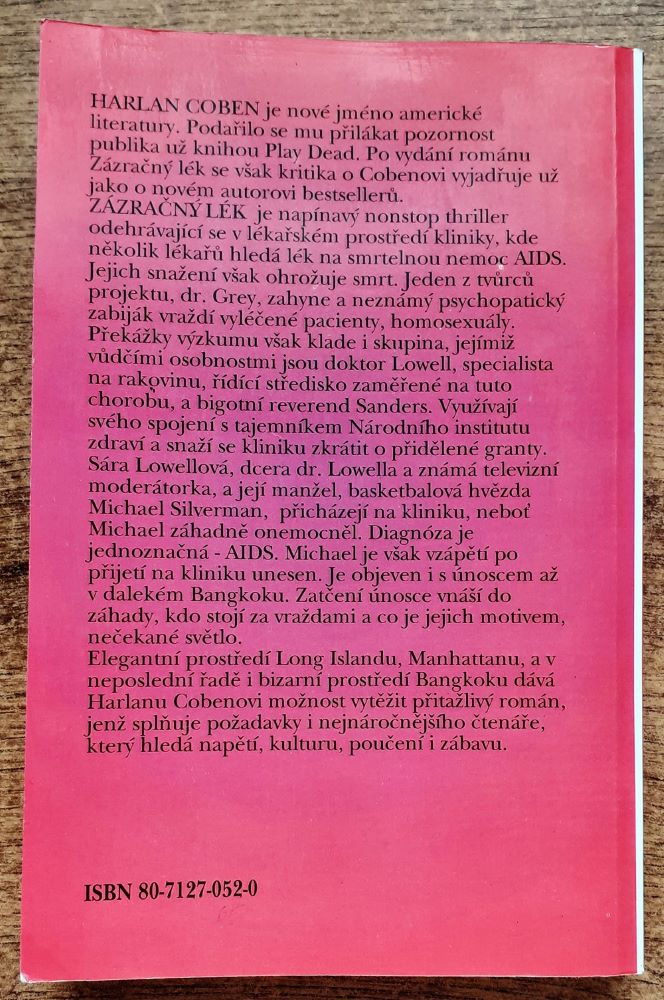 HARLAN COBEN je nové jméno americké
literatury. Podařilo se mu přilákat pozornost
publika už knihou Play Dead. Po vydání románu
Zázračný lék se však kritika o Cobenovi vyjadřuje už
jako o novém autorovi bestsellerů.
ZÁZRAČNÝ LÉK je napínavý nonstop thriller
odehrávající se v lékařském prostředí kliniky, kde
několik lékařů hledá lék na smrtelnou nemoc AIDS.
Jejich snažení však ohrožuje smrt. Jeden z tvůrců
projektu, dr. Grey, zahyne a neznámý psychopatický
zabiják vraždí vyléčené pacienty, homosexuály.
Překážky výzkumu však klade i skupina, jejímiž
vůdčími osobnostmi jsou doktor Lowell, specialista
na rakovinu, řídící středisko zaměřené na tuto
chorobu, a bigotní reverend Sanders. Využívají
svého spojení s tajemníkem Národního institutu
zdraví a snaží se kliniku zkrátit o přidělené granty.
Sára Lowellová, dcera dr. Lowella a známá televizní
moderátorka, a její manžel, basketbalová hvězda
Michael Silverman, přicházejí na kliniku, neboť
Michael záhadně onemocněl. Diagnóza je
jednoznačná - AIDS. Michael je však vzápětí po
přijetí na kliniku unesen. Je objeven i s únoscem až
v dalekém Bangkoku. Zatčení únosce vnáší do
záhady, kdo stojí za vraždami a co je jejich motivem,
nečekané světlo.
Elegantní prostředí Long Islandu, Manhattanu, a v
neposlední řadě i bizarní prostředí Bangkoku dává
Harlanu Cobenovi možnost vytěžit přitažlivý román,
jenž splňuje požadavky i nejnáročnějšího čtenáře,
který hledá napětí, kulturu, poučení i zábavu.
ISBN 80-7127-052-0